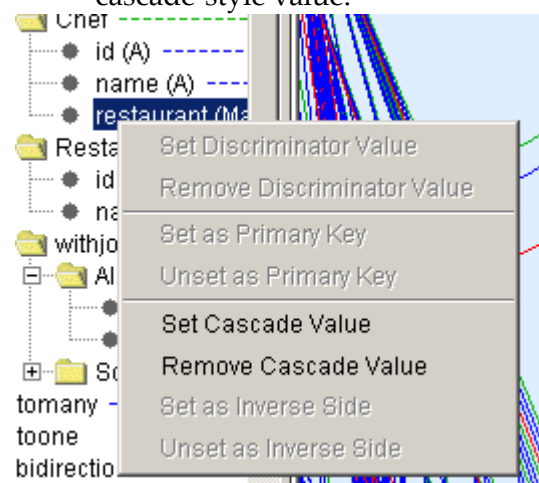 cascade style value.
Chef
id (A)
name (A)
restaurant (Ma
Resta
id
na
withjo
Al
Sc
tomany
toone
bidirectio
Set Discriminator Value
Remove Discriminator Value
Set as Primary Key
Unset as Primary Key
Set Cascade Value
Remove Cascade Value
Set as Inverse Side
Unset as Inverse Side